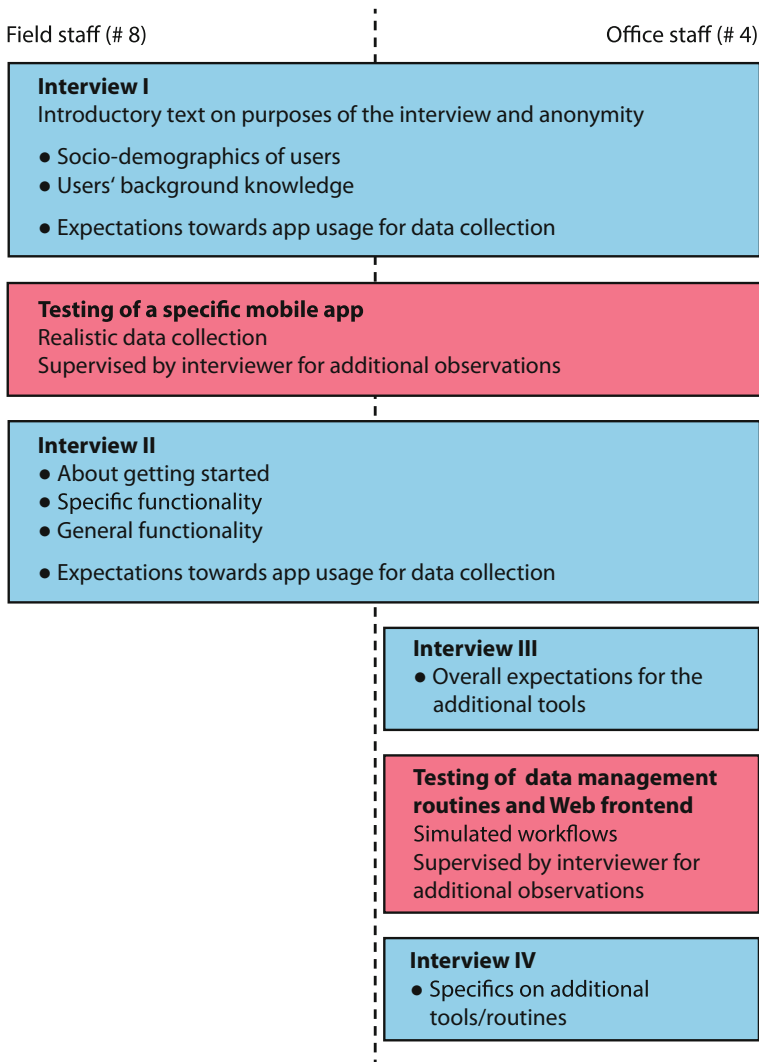 Field staff (# 8)
Office staff (# 4)
Interview I
Introductory text on purposes of the interview and anonymity
● Socio-demographics of users
● Users‘ background knowledge
● Expectations towards app usage for data collection
Testing of a specific mobile app
Realistic data collection
Supervised by interviewer for additional observations
Interview II
● About getting started
● Specific functionality
● General functionality
● Expectations towards app usage for data collection
Interview III
● Overall expectations for the
additional tools
Testing of data management
routines and Web frontend
Simulated workflows
Supervised by interviewer for
additional observations
Interview IV
● Specifics on additional
tools/routines